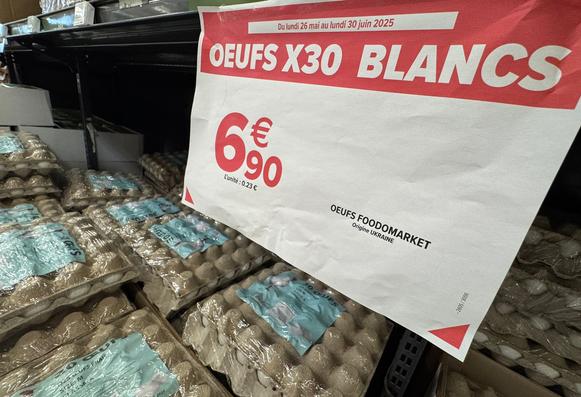 Du lundi 26 mai au lundi 30 juin 2025
OEUFS X30 BLANCS
6€90
L'unité : 0.23 €
OEUFS FOODOMARKET
Origine UKRAINE